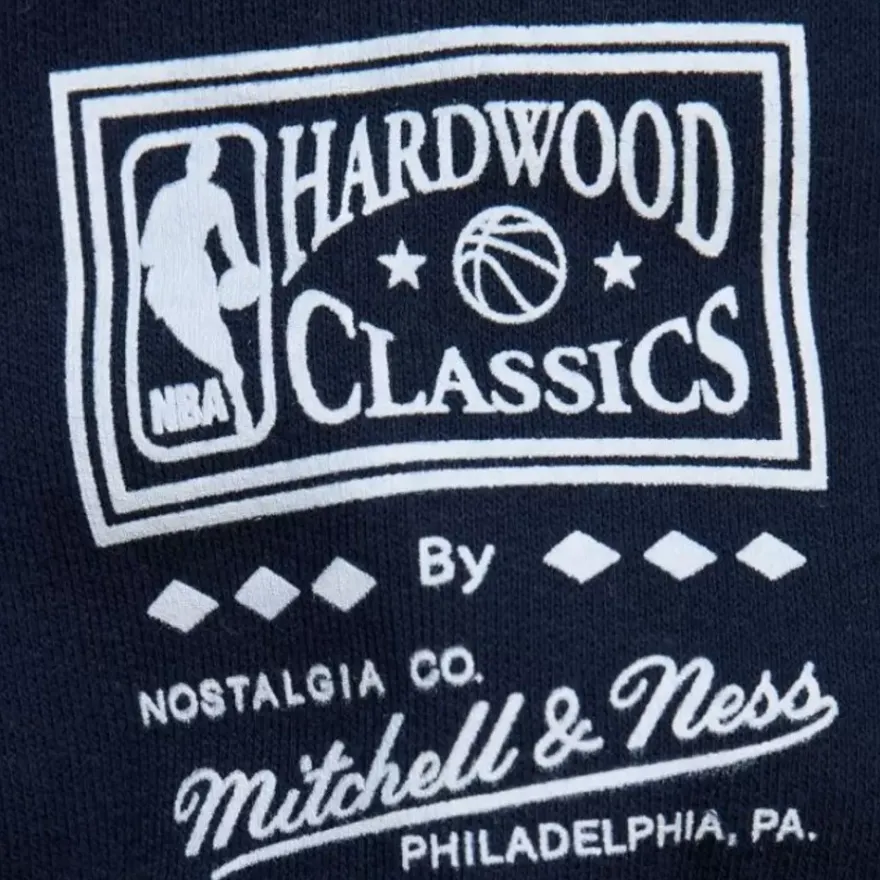 HARDWOOD
CLASSICS
NBA
By
NOSTALGIA CO.
Mitchell & Ness
PHILADELPHIA, PA.